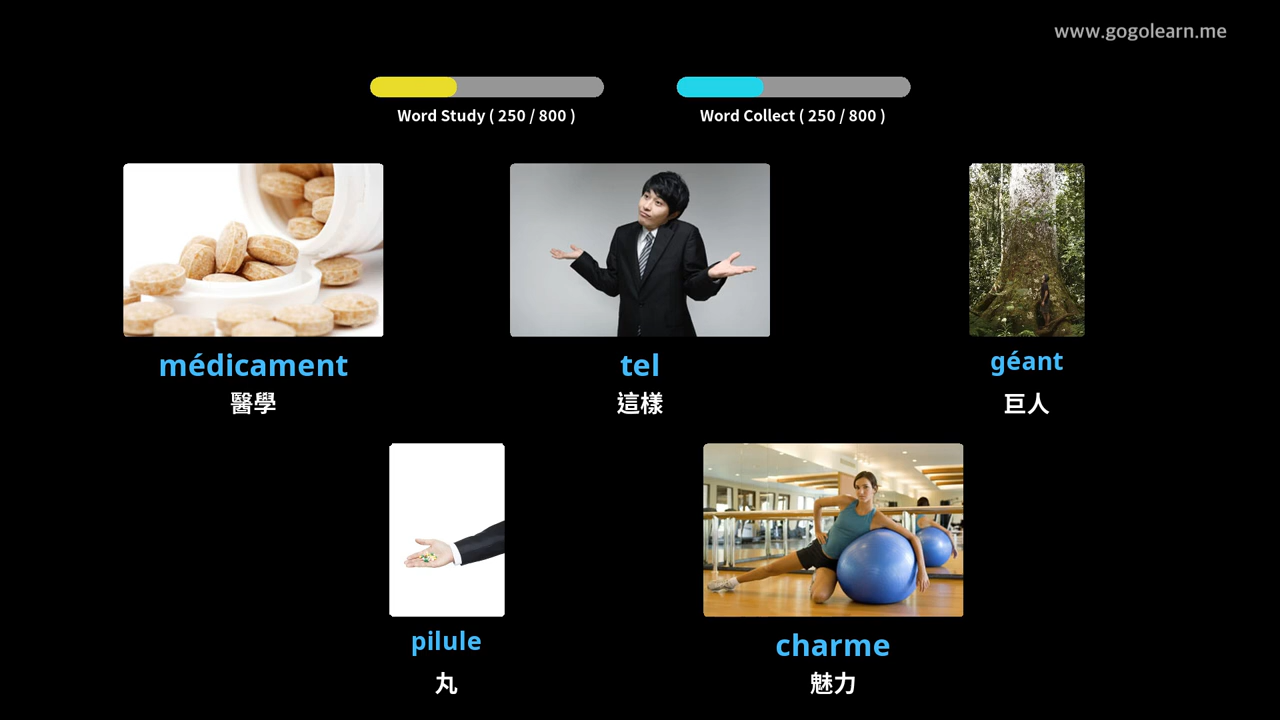 www.gogolearn.me
Word Study ( 250 / 800 )
Word Collect ( 250 / 800 )
médicament
醫學
tel
這樣
géant
巨人
pilule
丸
charme
魅力